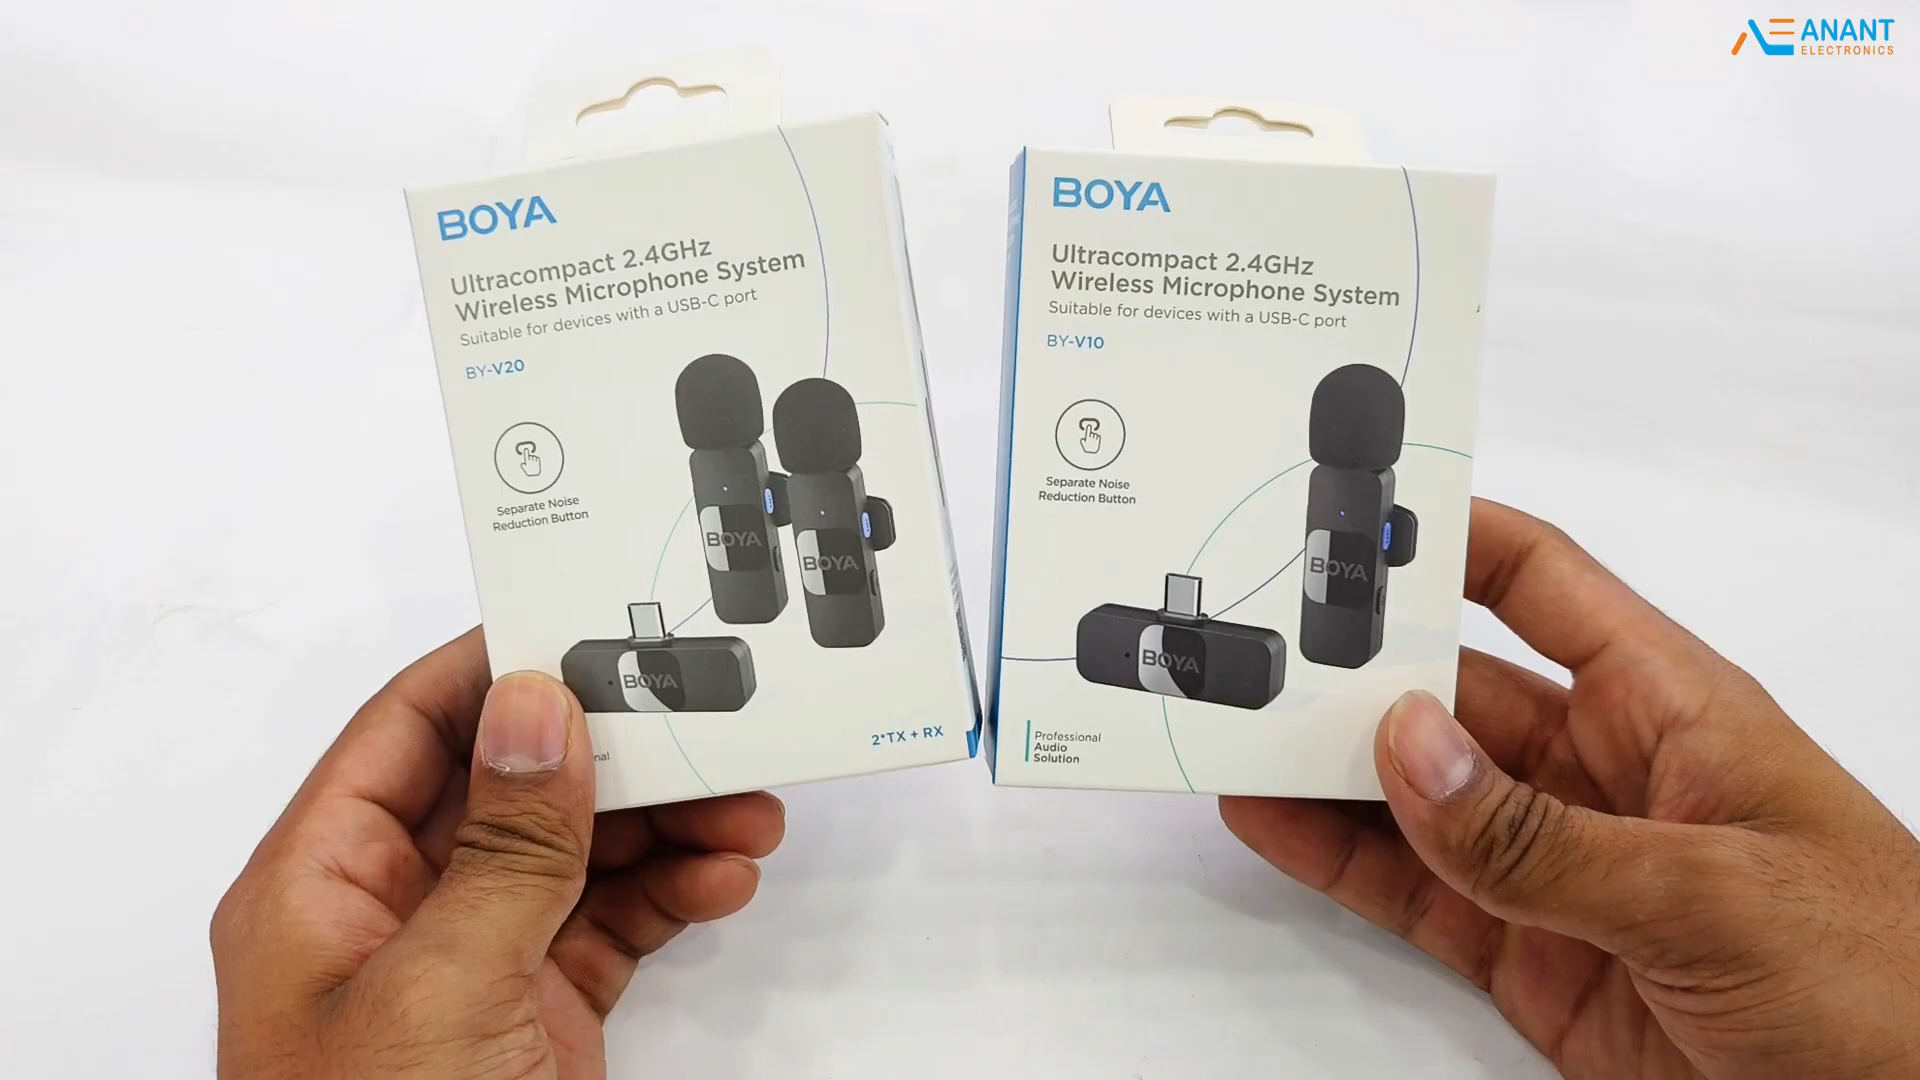 ANANT
ELECTRONICS
BOYA
Ultracompact 2.4GHz
Wireless Microphone System
Suitable for devices with a USB-C port
BY-V20
Separate Noise
Reduction Button
BOYA
BOYA
BOYA
nal
2*TX + RX
BOYA
Ultracompact 2.4GHz
Wireless Microphone System
Suitable for devices with a USB-C port
BY-V10
Separate Noise
Reduction Button
BOYA
BOYA
Professional
Audio
Solution